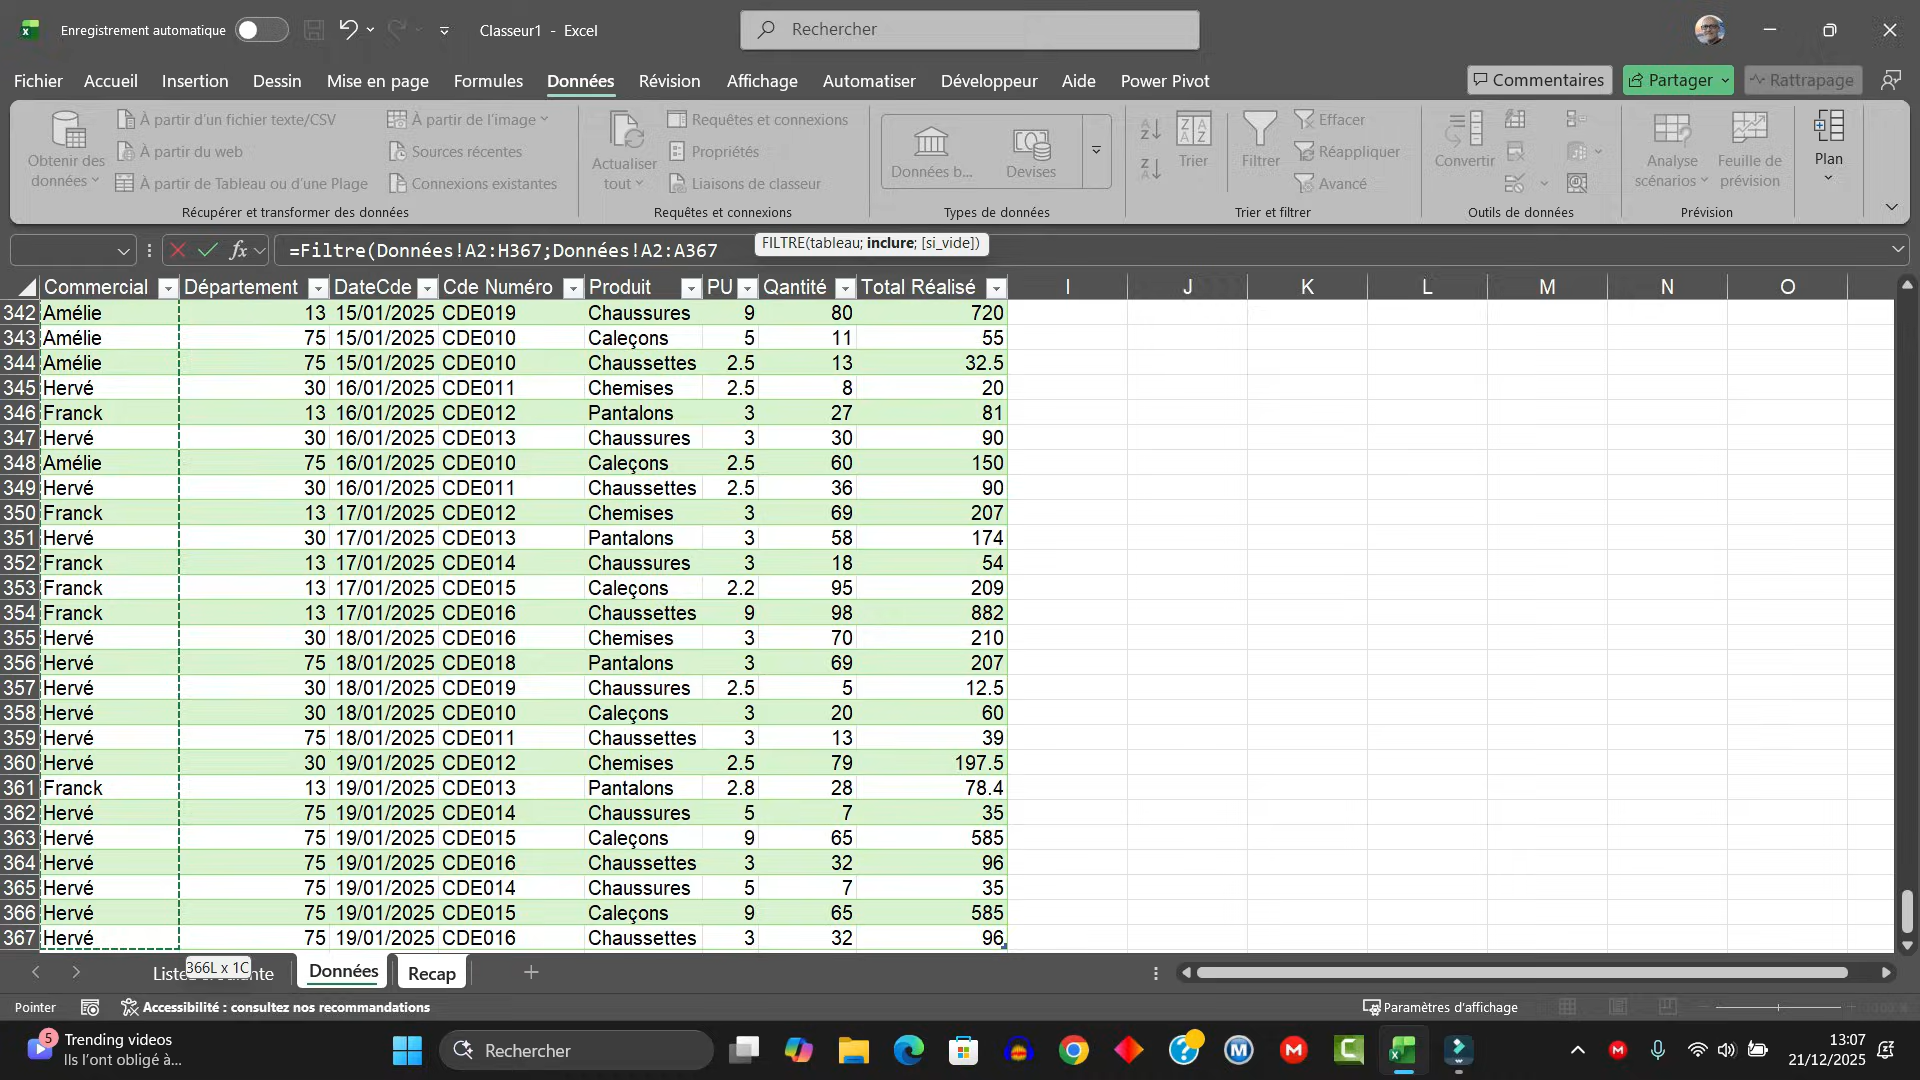 Enregistrement automatique
Classeur1 - Excel
Rechercher
Fichier Accueil Insertion Dessin Mise en page Formules Données Révision Affichage Automatiser Développeur Aide Power Pivot
Commentaires Partager Rattrapage
Obtenir des données
À partir d'un fichier texte/CSV
À partir du web
À partir de Tableau ou d'une Plage
À partir de l'image
Sources récentes
Connexions existantes
Récupérer et transformer des données
Actualiser tout
Requêtes et connexions
Propriétés
Liaisons de classeur
Requêtes et connexions
Données b... Devises
Types de données
Trier Filtrer
Effacer
Réappliquer
Avancé
Trier et filtrer
Convertir
Outils de données
Analyse scénarios
Feuille de prévision
Prévision
Plan
fx =Filtre(Données!A2:H367;Données!A2:A367
FILTRE(tableau; inclure; [si_vide])
Commercial Département DateCde Cde Numéro Produit PU Qantité Total Réalisé I J K L M N O
342 Amélie 13 15/01/2025 CDE019 Chaussures 9 80 720
343 Amélie 75 15/01/2025 CDE010 Caleçons 5 11 55
344 Amélie 75 15/01/2025 CDE010 Chaussettes 2.5 13 32.5
345 Hervé 30 16/01/2025 CDE011 Chemises 2.5 8 20
346 Franck 13 16/01/2025 CDE012 Pantalons 3 27 81
347 Hervé 30 16/01/2025 CDE013 Chaussures 3 30 90
348 Amélie 75 16/01/2025 CDE010 Caleçons 2.5 60 150
349 Hervé 30 16/01/2025 CDE011 Chaussettes 2.5 36 90
350 Franck 13 17/01/2025 CDE012 Chemises 3 69 207
351 Hervé 30 17/01/2025 CDE013 Pantalons 3 58 174
352 Franck 13 17/01/2025 CDE014 Chaussures 3 18 54
353 Franck 13 17/01/2025 CDE015 Caleçons 2.2 95 209
354 Franck 13 17/01/2025 CDE016 Chaussettes 9 98 882
355 Hervé 30 18/01/2025 CDE016 Chemises 3 70 210
356 Hervé 75 18/01/2025 CDE018 Pantalons 3 69 207
357 Hervé 30 18/01/2025 CDE019 Chaussures 2.5 5 12.5
358 Hervé 30 18/01/2025 CDE010 Caleçons 3 20 60
359 Hervé 75 18/01/2025 CDE011 Chaussettes 3 13 39
360 Hervé 30 19/01/2025 CDE012 Chemises 2.5 79 197.5
361 Franck 13 19/01/2025 CDE013 Pantalons 2.8 28 78.4
362 Hervé 75 19/01/2025 CDE014 Chaussures 5 7 35
363 Hervé 75 19/01/2025 CDE015 Caleçons 9 65 585
364 Hervé 75 19/01/2025 CDE016 Chaussettes 3 32 96
365 Hervé 75 19/01/2025 CDE014 Chaussures 5 7 35
366 Hervé 75 19/01/2025 CDE015 Caleçons 9 65 585
367 Hervé 75 19/01/2025 CDE016 Chaussettes 3 32 96
366L x 1C
Données Recap
Pointer
Accessibilité : consultez nos recommandations
Paramètres d'affichage
5
Trending videos
Ils l'ont obligé à...
Rechercher
13:07
21/12/2025